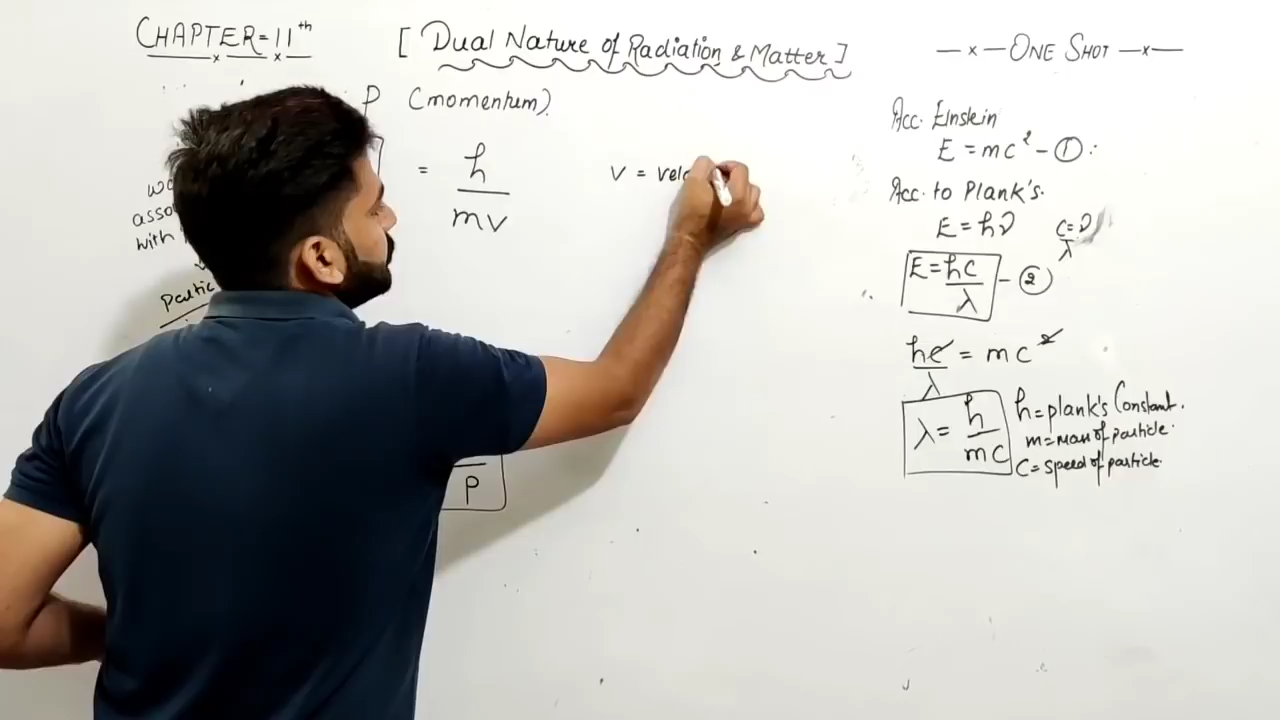 CHAPTER=11th
[ Dual Nature of Radiation & Matter ]
—x— ONE SHOT —x—
P (momentum)
= h
mv
v = velo
with
P
Acc. EInstein
E = mc² - ①
Acc. to Plank's.
E = hν
c = ν
λ
E = hc
λ
- ②
hc = mc²
λ
λ = h
mc
h = plank's Constant.
m = mass of particle.
C = speed of particle.